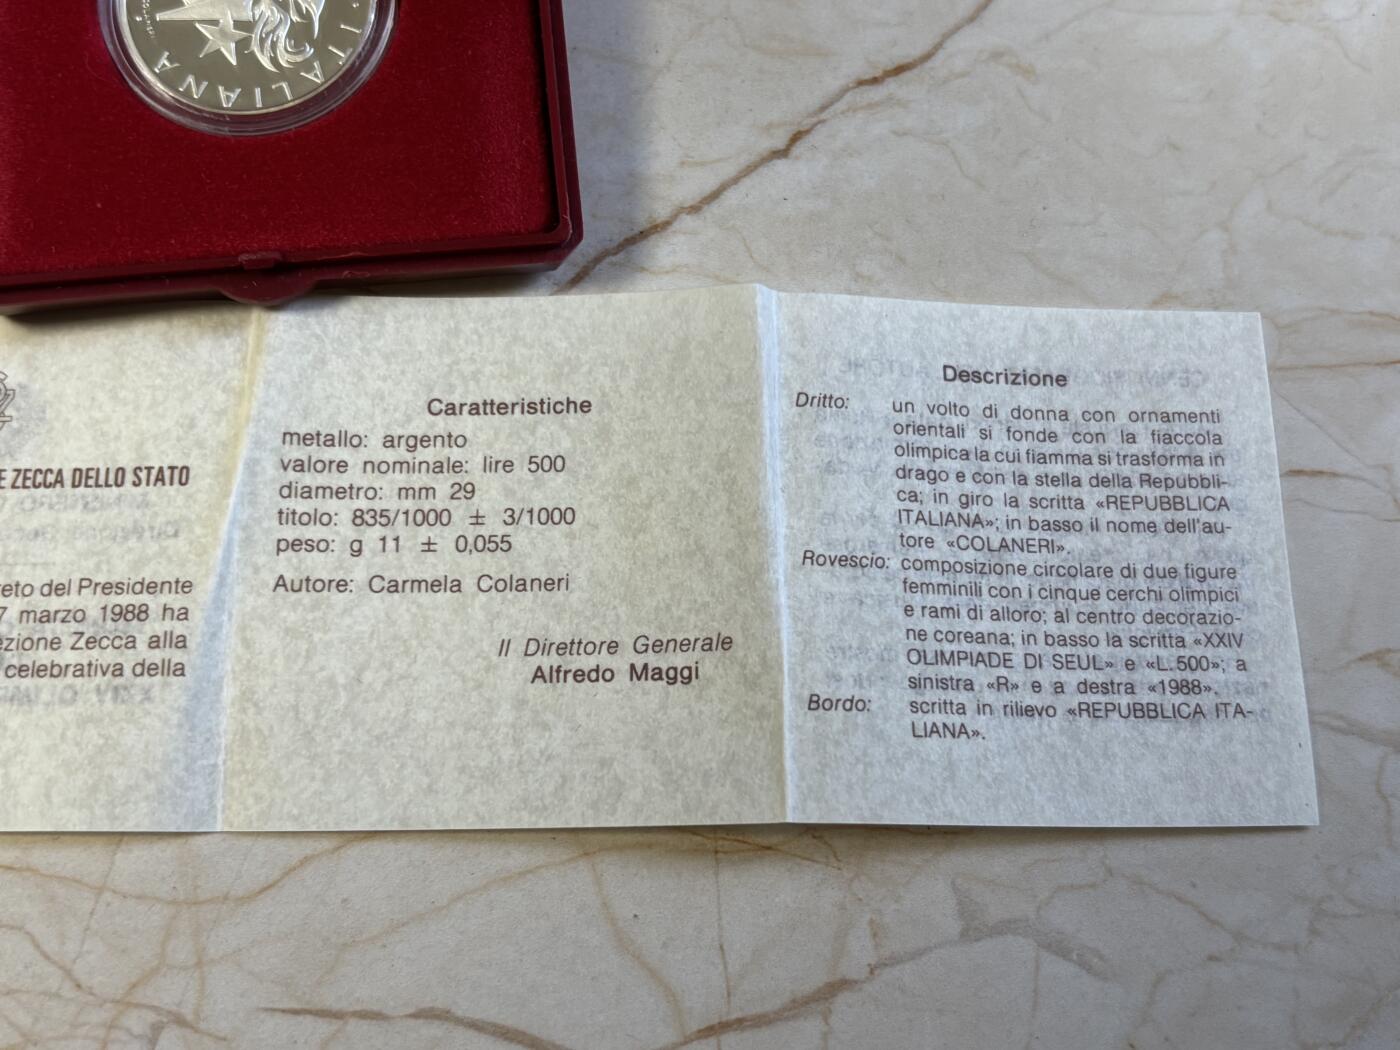 ITALIANA
E ZECCA DELLO STATO
reto del Presidente
7 marzo 1988 ha
ezione Zecca alla
celebrativa della
Caratteristiche
metallo: argento
valore nominale: lire 500
diametro: mm 29
titolo: 835/1000 ± 3/1000
peso: g 11 ± 0,055
Autore: Carmela Colaneri
Il Direttore Generale
Alfredo Maggi
Descrizione
Dritto: un volto di donna con ornamenti
orientali si fonde con la fiaccola
olimpica la cui fiamma si trasforma in
drago e con la stella della Repubbli-
ca; in giro la scritta «REPUBBLICA
ITALIANA»; in basso il nome dell'au-
tore «COLANERI».
Rovescio: composizione circolare di due figure
femminili con i cinque cerchi olimpici
e rami di alloro; al centro decorazio-
ne coreana; in basso la scritta «XXIV
OLIMPIADE DI SEUL» e «L.500»; a
sinistra «R» e a destra «1988».
Bordo: scritta in rilievo «REPUBBLICA ITA-
LIANA».